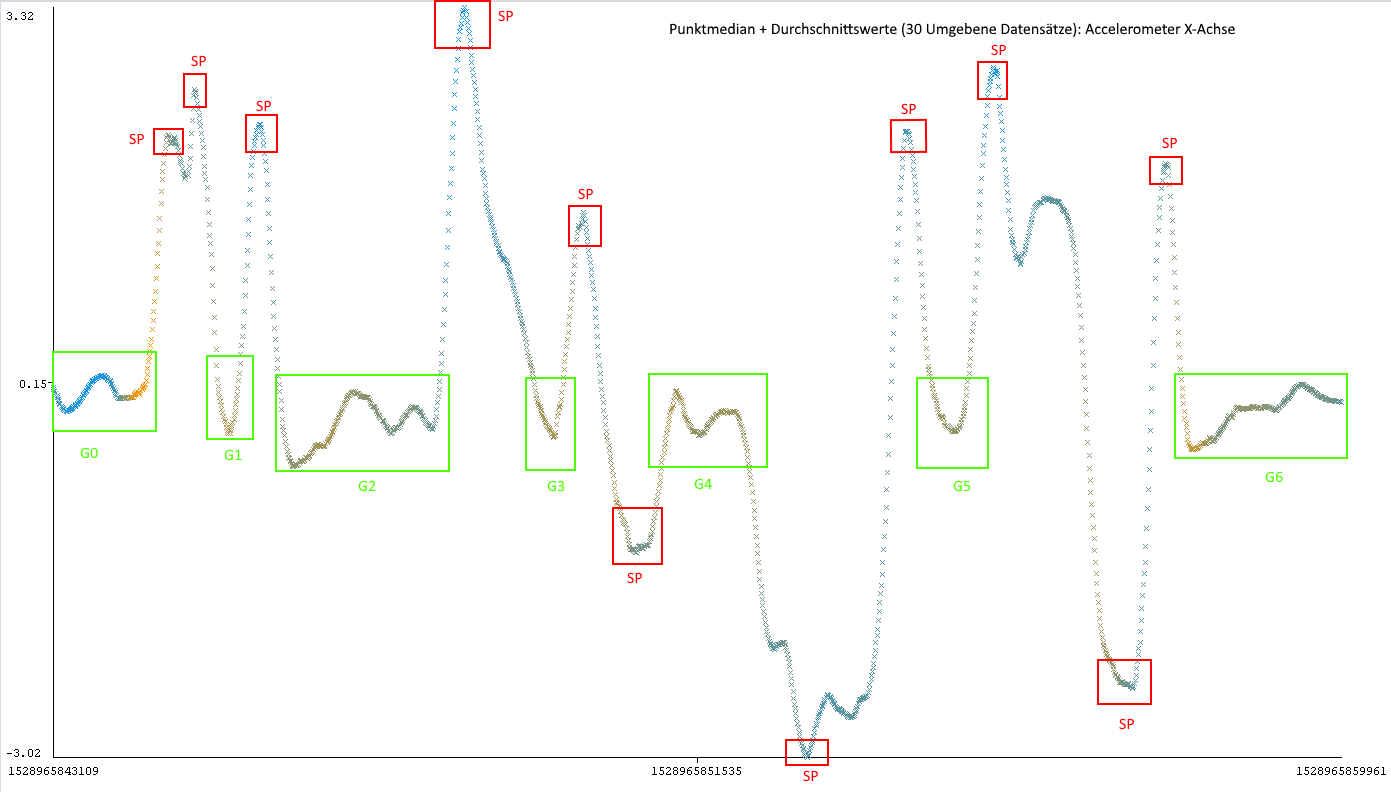 3.32
SP
Punktmedian + Durchschnittswerte (30 Umgebene Datensätze): Accelerometer X-Achse
SP
SP
SP
SP
SP
SP
SP
SP
0.15
G0
G1
G2
G3
G4
G5
G6
SP
SP
-3.02
SP
1528965843109
1528965851535
1528965859961